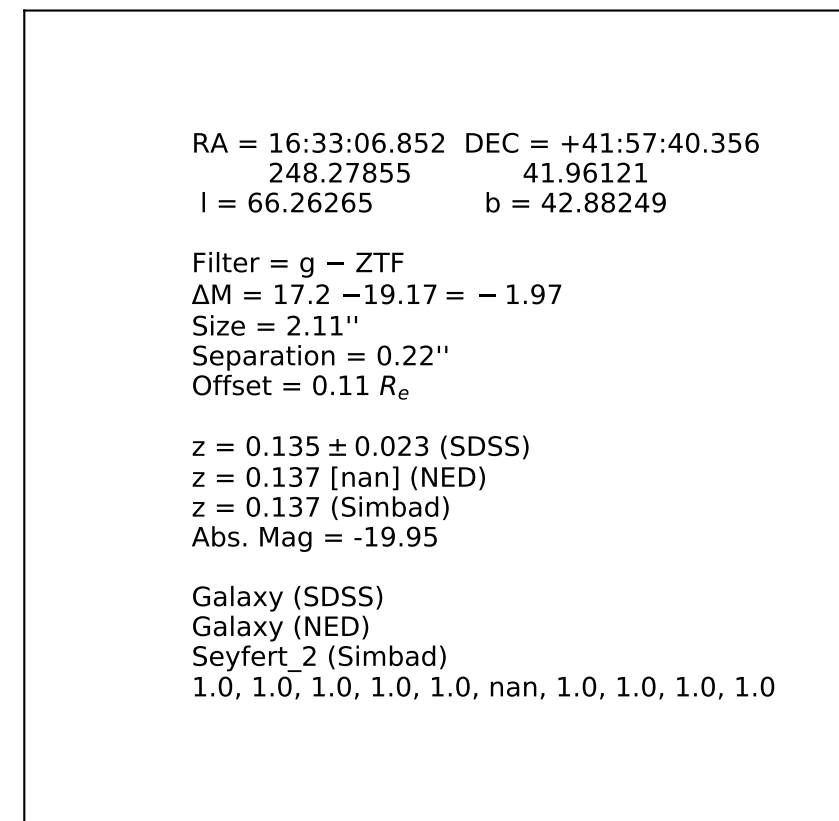 RA = 16:33:06.852 DEC = +41:57:40.356
248.27855 41.96121
l = 66.26265 b = 42.88249
Filter = g − ZTF
ΔM = 17.2 −19.17 = − 1.97
Size = 2.11''
Separation = 0.22''
Offset = 0.11 Rₑ
z = 0.135 ± 0.023 (SDSS)
z = 0.137 [nan] (NED)
z = 0.137 (Simbad)
Abs. Mag = -19.95
Galaxy (SDSS)
Galaxy (NED)
Seyfert_2 (Simbad)
1.0, 1.0, 1.0, 1.0, 1.0, nan, 1.0, 1.0, 1.0, 1.0